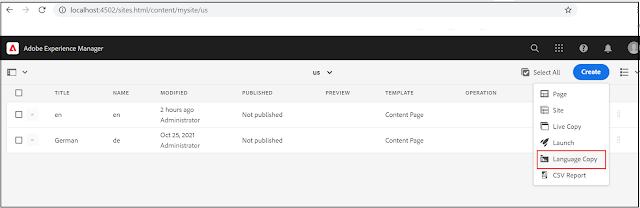 localhost:4502/sites.html/content/mysite/us
Adobe Experience Manager
us
Select All
Create
TITLE NAME MODIFIED PUBLISHED PREVIEW TEMPLATE OPERATION
en en 2 hours ago Not published Content Page
Administrator
German de Oct 25, 2021 Not published Content Page
Administrator
Page
Site
Live Copy
Launch
Language Copy
CSV Report